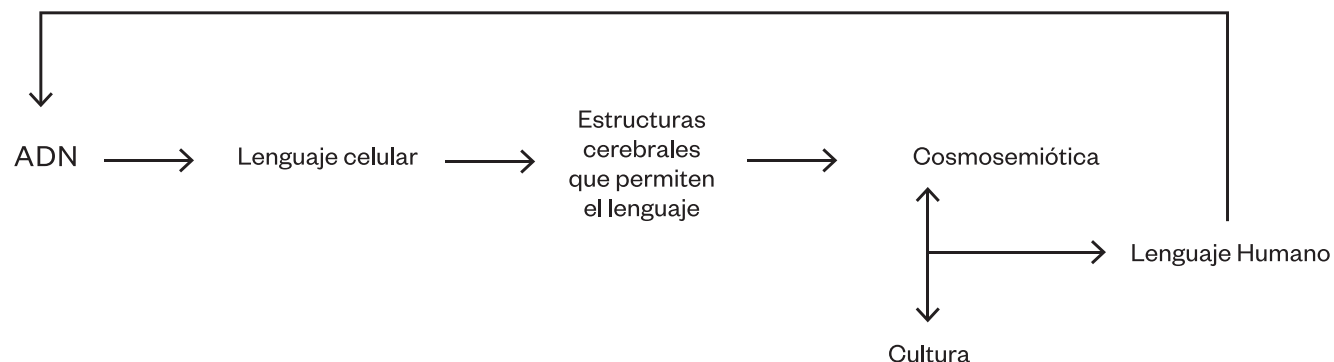 ADN
Lenguaje celular
Estructuras
cerebrales
que permiten
el lenguaje
Cosmosemiótica
Lenguaje Humano
Cultura